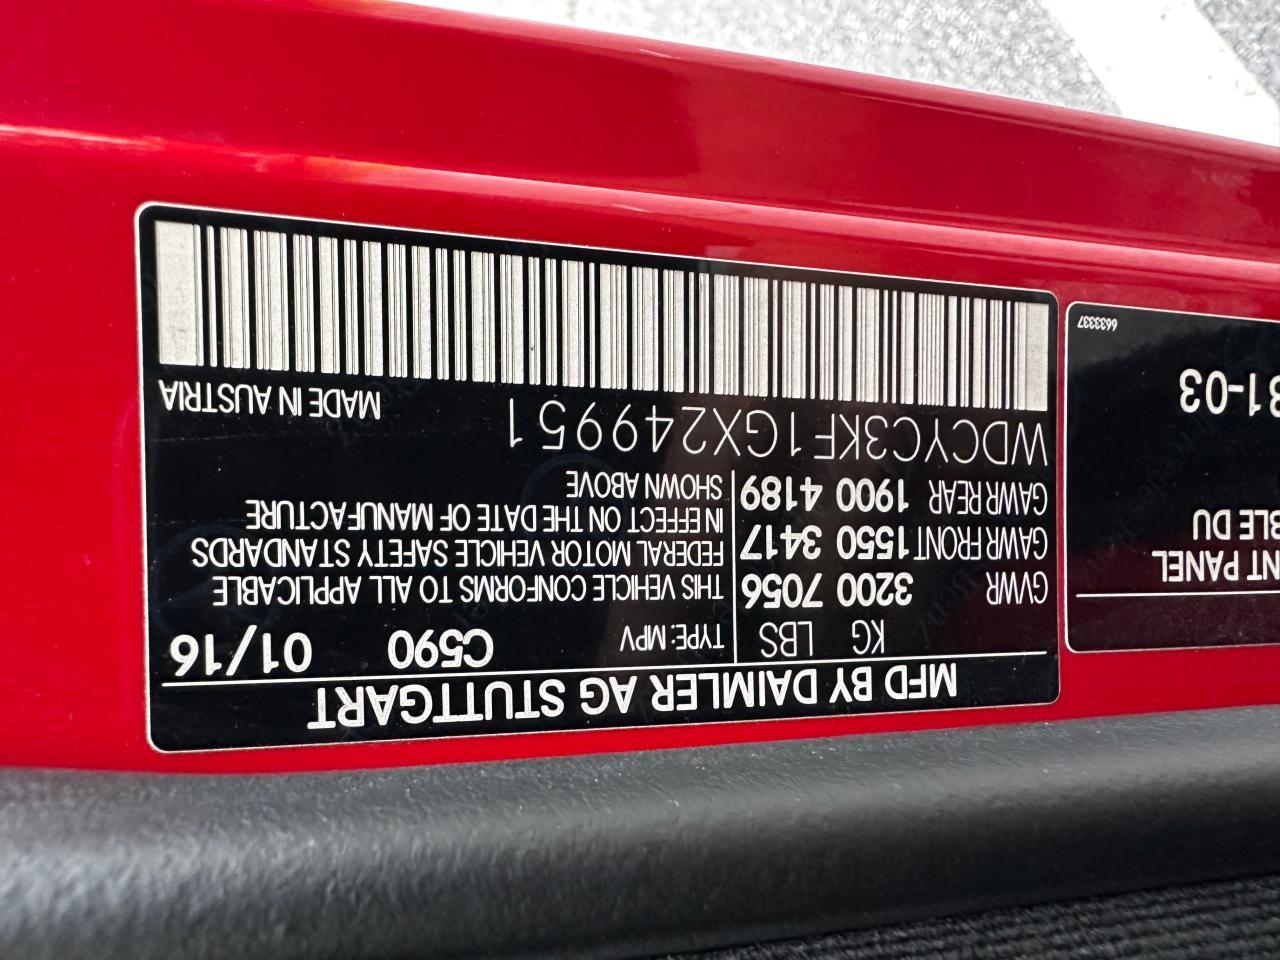 MFD BY DAIMLER AG STUTTGART
KG LBS
GVWR 3200 7056
GAWR FRONT 1550 3417
GAWR REAR 1900 4189
TYPE: MPV C590 01/16
THIS VEHICLE CONFORMS TO ALL APPLICABLE
FEDERAL MOTOR VEHICLE SAFETY STANDARDS
IN EFFECT ON THE DATE OF MANUFACTURE
SHOWN ABOVE
WDCYC3KF1GX249951
MADE IN AUSTRIA
NT PANEL
BLE DU
31-03
6633337